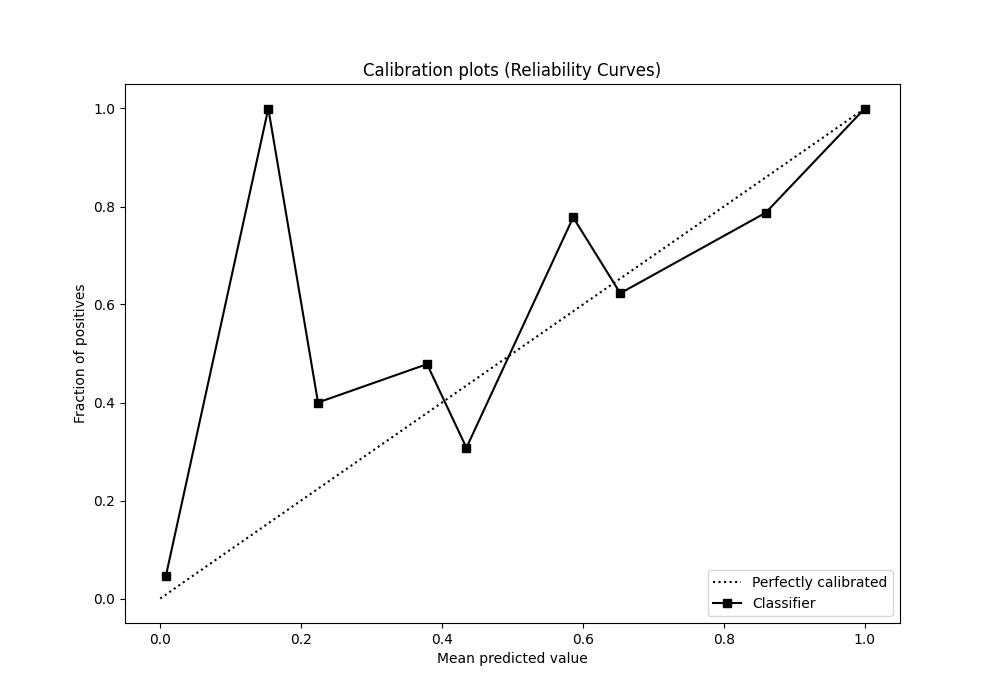 Calibration plots (Reliability Curves)
Fraction of positives
1.0
0.8
0.6
0.4
0.2
0.0
0.0 0.2 0.4 0.6 0.8 1.0
Mean predicted value
Perfectly calibrated
Classifier